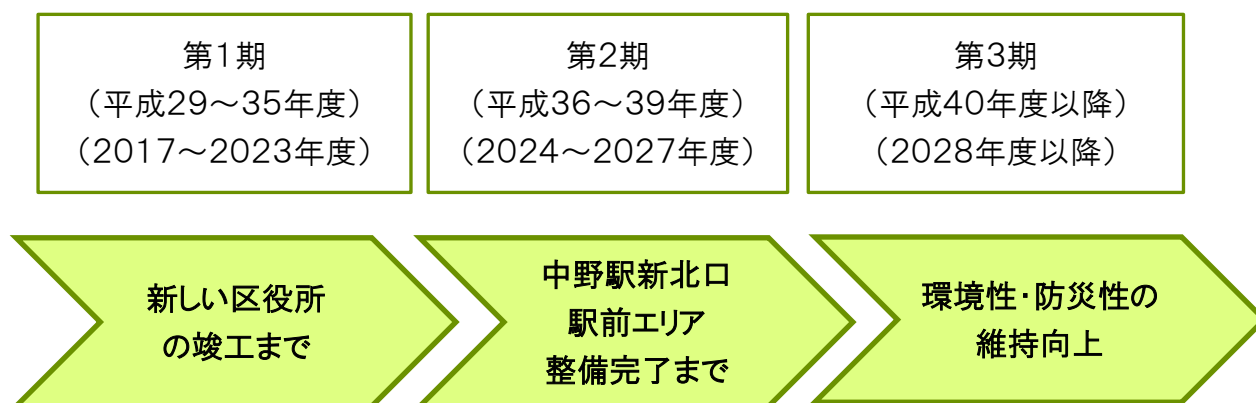 第1期
（平成29～35年度）
（2017～2023年度）
第2期
（平成36～39年度）
（2024～2027年度）
第3期
（平成40年度以降）
（2028年度以降）
新しい区役所
の竣工まで
中野駅新北口
駅前エリア
整備完了まで
環境性・防災性の
維持向上